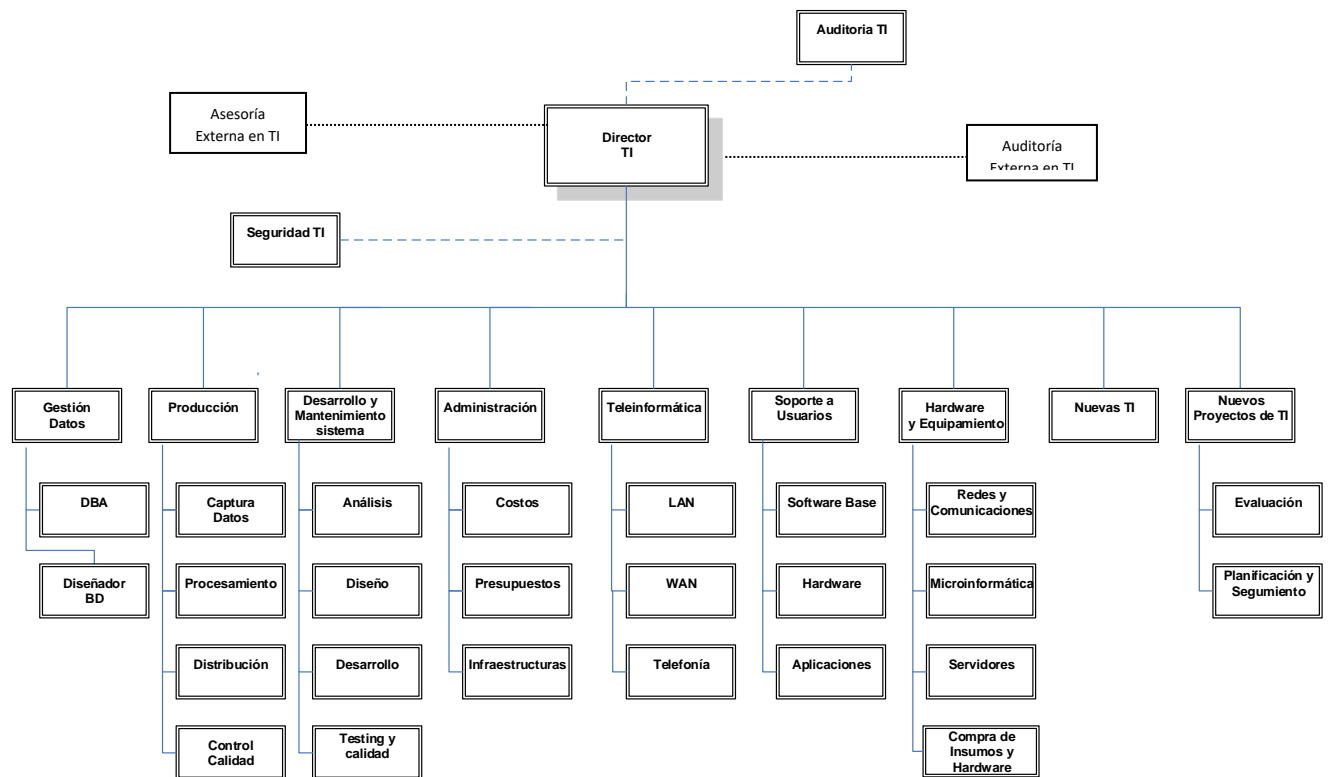 Auditoria TI
Asesoría
Externa en TI
Director
TI
Auditoría
Externa en TI
Seguridad TI
Gestión
Datos
Producción
Desarrollo y
Mantenimiento
sistema
Administración
Teleinformática
Soporte a
Usuarios
Hardware
y Equipamiento
Nuevas TI
Nuevos
Proyectos de TI
DBA
Captura
Datos
Análisis
Costos
LAN
Software Base
Redes y
Comunicaciones
Evaluación
Diseñador
BD
Procesamiento
Diseño
Presupuestos
WAN
Hardware
Microinformática
Planificación y
Segumiento
Distribución
Desarrollo
Infraestructuras
Telefonía
Aplicaciones
Servidores
Control
Calidad
Testing y
calidad
Compra de
Insumos y
Hardware